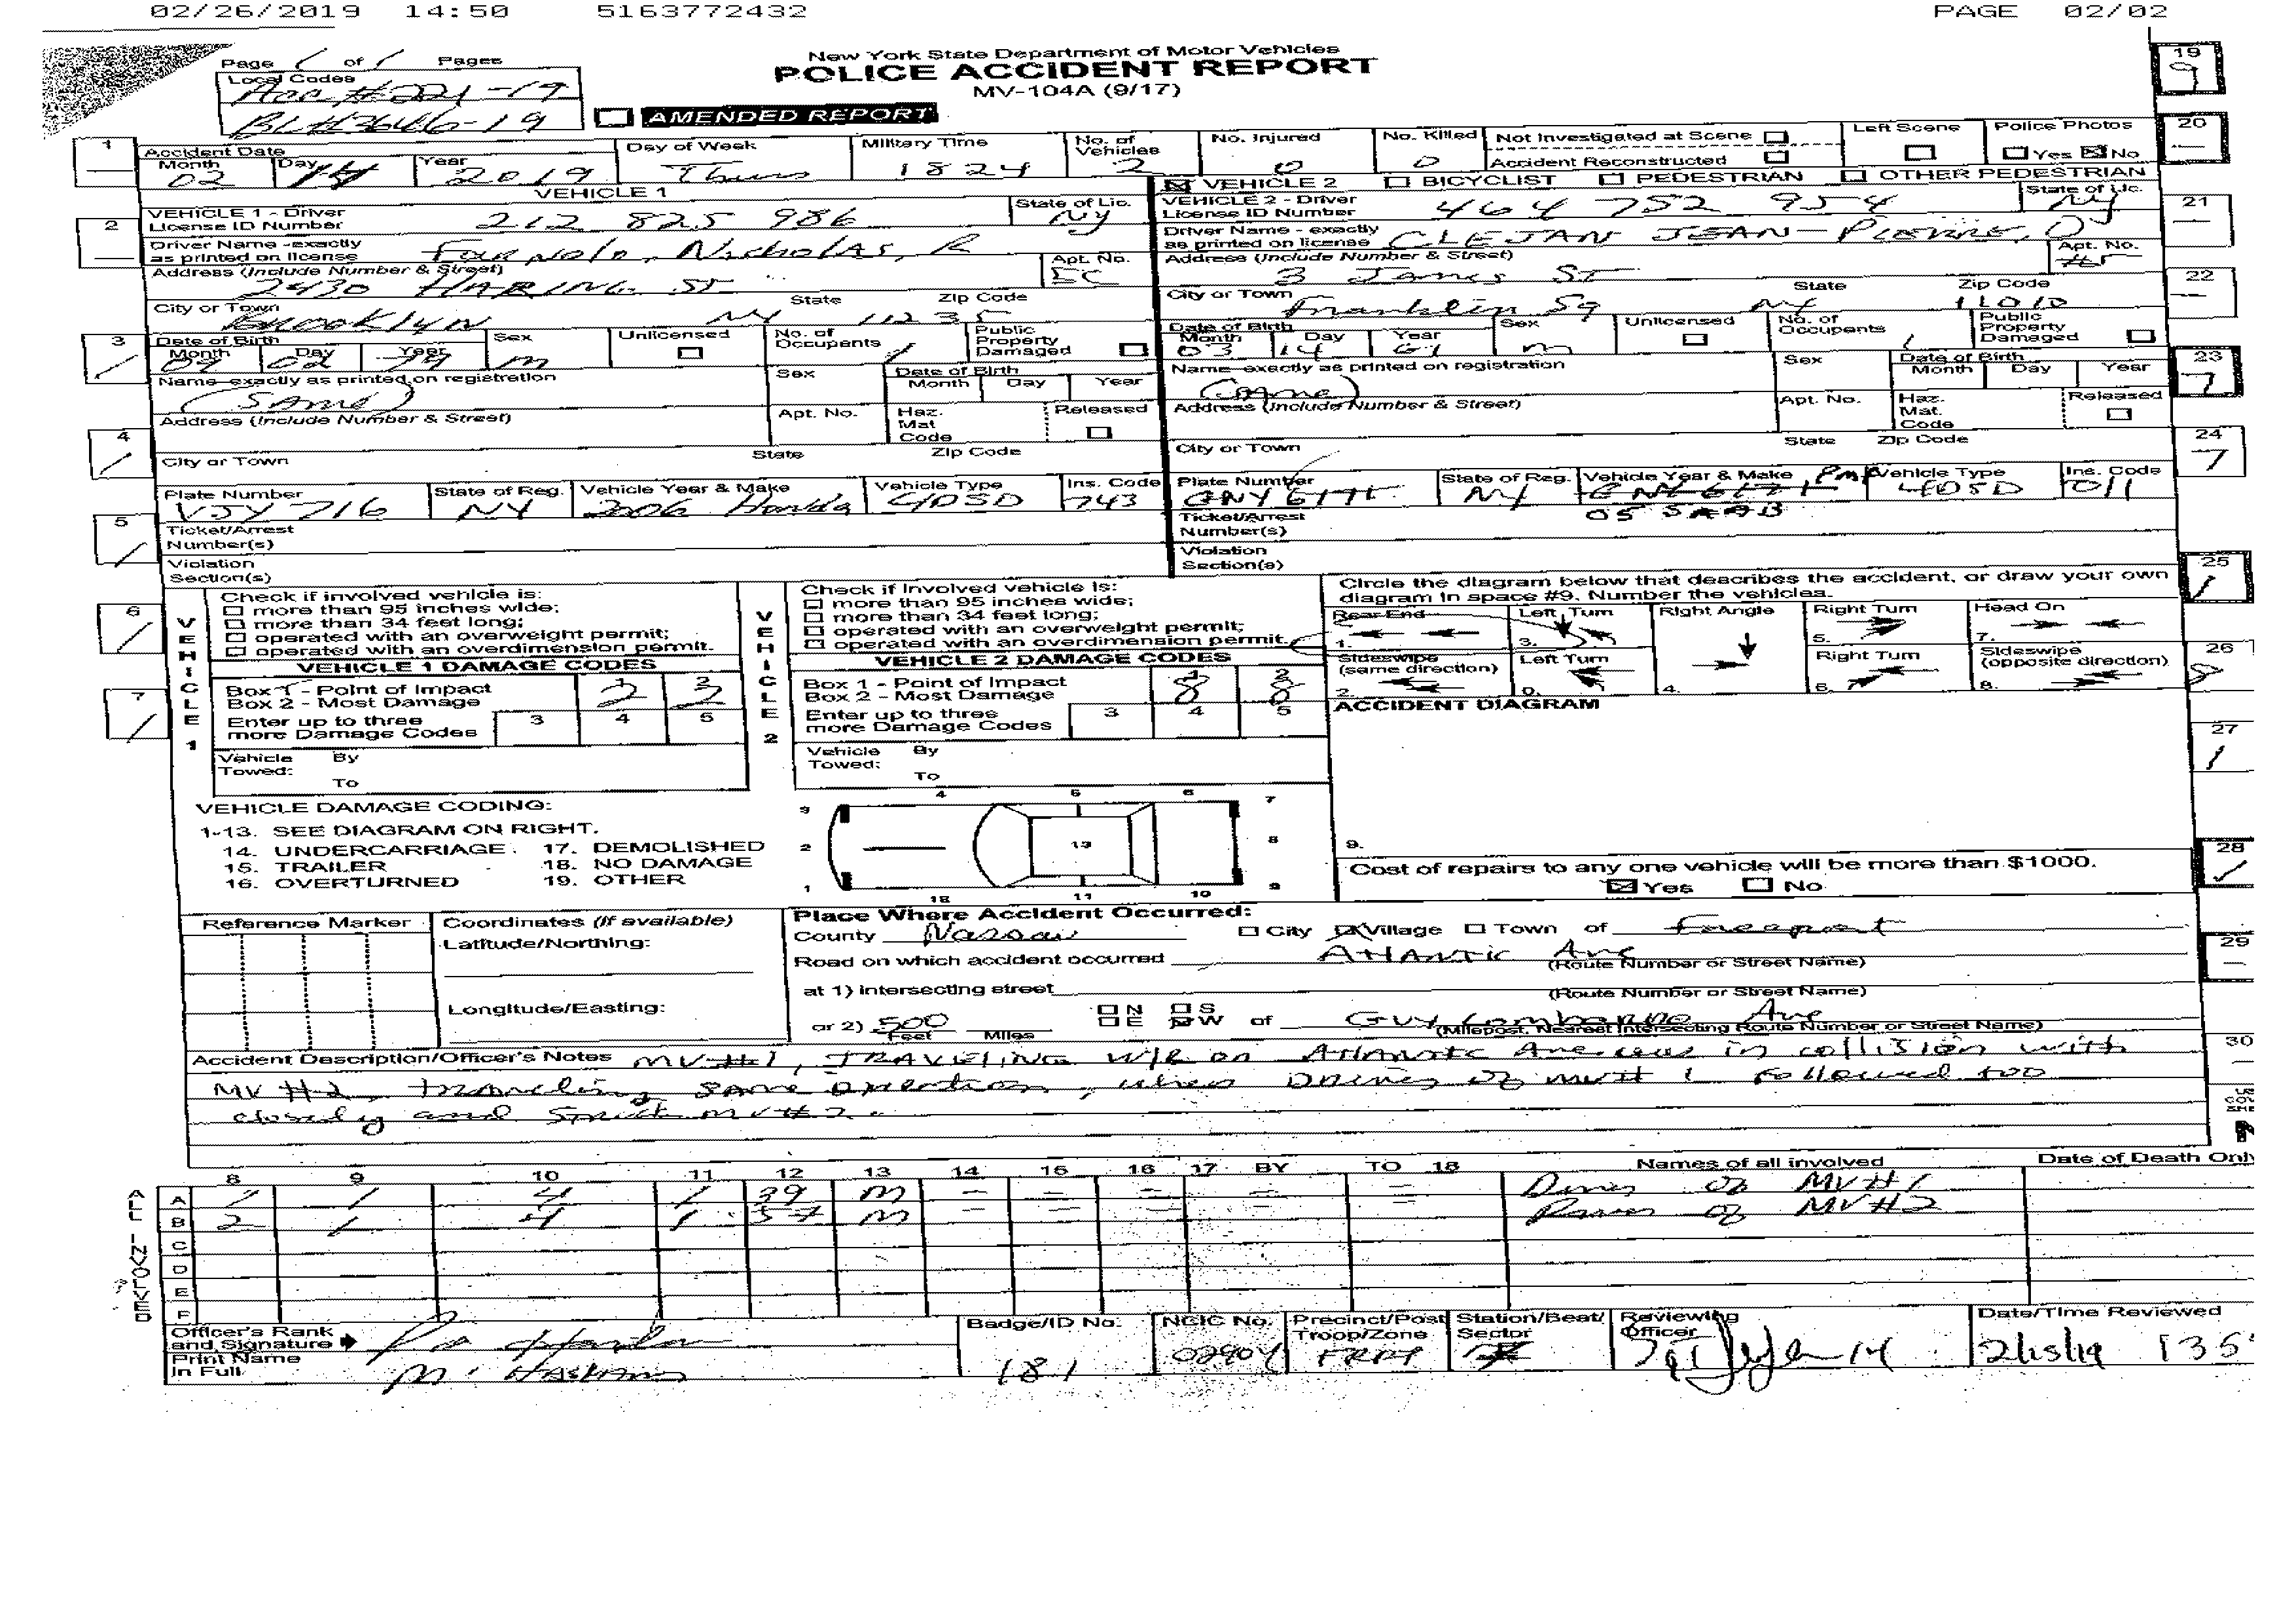 02/26/2019 14:50 5163772432 PAGE 02/02
Page 1 of 1 Pages
New York State Department of Motor Vehicles
POLICE ACCIDENT REPORT
MV-104A (9/17)
Local Codes
Acc #221-19
BL#3646-19
AMENDED REPORT
19
9
20
—
1
—
Accident Date
Month Day Year
02 14 2019
Day of Week
Thurs
Military Time
1824
No. of Vehicles
2
No. Injured
0
No. Killed
0
Not Investigated at Scene
Accident Reconstructed
Left Scene
Police Photos
Yes No
VEHICLE 1
VEHICLE 2 BICYCLIST PEDESTRIAN OTHER PEDESTRIAN
2
—
VEHICLE 1 - Driver
License ID Number
212 825 986
State of Lic.
NY
VEHICLE 2 - Driver
License ID Number
464 752 954
State of Lic.
NY
21
—
Driver Name -exactly
as printed on license
Nicholas, R
Driver Name - exactly
as printed on license
CLEJAN JEAN-Pierre, D
Address (Include Number & Street)
2430 HARING ST
Apt. No.
Address (Include Number & Street)
3 James ST
Apt. No.
#5
22
—
City or Town State Zip Code
Brooklyn NY 11235
City or Town State Zip Code
Franklin Sq NY 11010
3
/
Date of Birth
Month Day Year
09 02 79
Sex
M
Unlicensed
No. of Occupents
1
Public Property Damaged
Date of Birth
Month Day Year
03 14 61
Sex
M
Unlicensed
No. of Occupents
1
Public Property Damaged
23
7
Name-exactly as printed on registration
(SAME)
Sex
Date of Birth
Month Day Year
Name-exactly as printed on registration
(same)
Sex
Date of Birth
Month Day Year
4
/
Address (Include Number & Street)
Apt. No.
Haz. Mat Code
Released
Address (Include Number & Street)
Apt. No.
Haz. Mat. Code
Released
24
7
City or Town State Zip Code
City or Town State Zip Code
5
/
Plate Number
VJY 716
State of Reg.
NY
Vehicle Year & Make
2006 Honda
Vehicle Type
4DSD
Ins. Code
743
Plate Number
State of Reg.
NY
Vehicle Year & Make
05 SAAB
Vehicle Type
4DSD
Ins. Code
011
Ticket/Arrest
Number(s)
Ticket/Arrest
Number(s)
Violation
Section(s)
Violation
Section(s)
25
/
6
/
VEHICLE 1
Check if involved vehicle is:
more than 95 inches wide;
more than 34 feet long;
operated with an overweight permit;
operated with an overdimension permit.
VEHICLE 1 DAMAGE CODES
Box 1 - Point of Impact
Box 2 - Most Damage
1 2
2 2
Enter up to three
more Damage Codes
3 4 5
Vehicle By
Towed:
To
VEHICLE 2
Check if Involved vehicle is:
more than 95 inches wide;
more than 34 feet long;
operated with an overweight permit;
operated with an overdimension permit.
VEHICLE 2 DAMAGE CODES
Box 1 - Point of Impact
Box 2 - Most Damage
1 2
8 8
Enter up to three
more Damage Codes
3 4 5
Vehicle By
Towed:
To
Circle the diagram below that describes the accident, or draw your own
diagram in space #9. Number the vehicles.
Rear End Left Turn Right Angle Right Turn Head On
1. 3. 5. 7.
Sideswipe (same direction) Left Turn Right Turn Sideswipe (opposite direction)
2. 0. 4. 6. 8.
26
7
/
ACCIDENT DIAGRAM
27
/
VEHICLE DAMAGE CODING:
1-13. SEE DIAGRAM ON RIGHT.
14. UNDERCARRIAGE. 17. DEMOLISHED
15. TRAILER 18. NO DAMAGE
16. OVERTURNED 19. OTHER
3 4 5 6 7
2 13 8
1 12 11 10 9
9.
Cost of repairs to any one vehicle will be more than $1000.
Yes No
28
Reference Marker
Coordinates (if available)
Latitude/Northing:
Longitude/Easting:
Place Where Accident Occurred:
County Nassau City Village Town of Freeport
Road on which accident occurred Atlantic Ave
(Route Number or Street Name)
29
—
at 1) intersecting street
(Route Number or Street Name)
or 2) 500 N S E W of Guy Lombardo Ave
Feet Miles (Milepost, Nearest Intersecting Route Number or Street Name)
30
—
Accident Description/Officer's Notes MV#1, TRAVELING W/B on Atlantic Ave was in collision with
MV #2, traveling same direction, when Driver of MV# 1 followed too
closely and struck MV#2.
8 9 10 11 12 13 14 15 16 17 BY TO 18 Names of all involved Date of Death Only
ALL INVOLVED
A 1 1 4 1 39 M – – – – – Driver of MV#1
B 2 1 4 1 57 M – – – – – Driver of MV#2
C
D
E
F
Officer's Rank
and Signature
Print Name
In Full
Badge/ID No.
181
NCIC No.
02904
Precinct/Post
Troop/Zone
Station/Beat/
Sector
Reviewing
Officer
Date/Time Reviewed
2/15/19 135